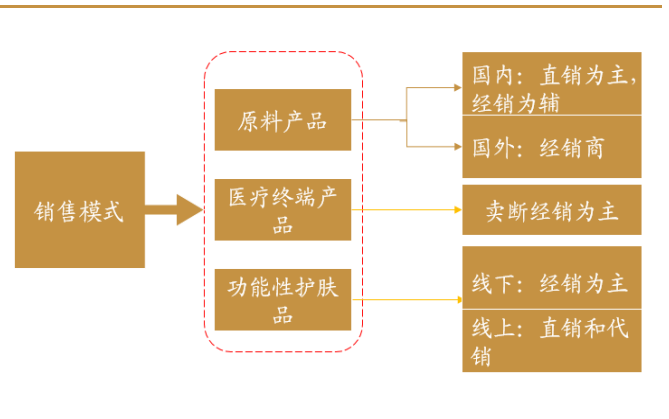 销售模式
原料产品
国内：直销为主，
经销为辅
国外：经销商
医疗终端产
品
卖断经销为主
功能性护肤
品
线下：经销为主
线上：直销和代
销